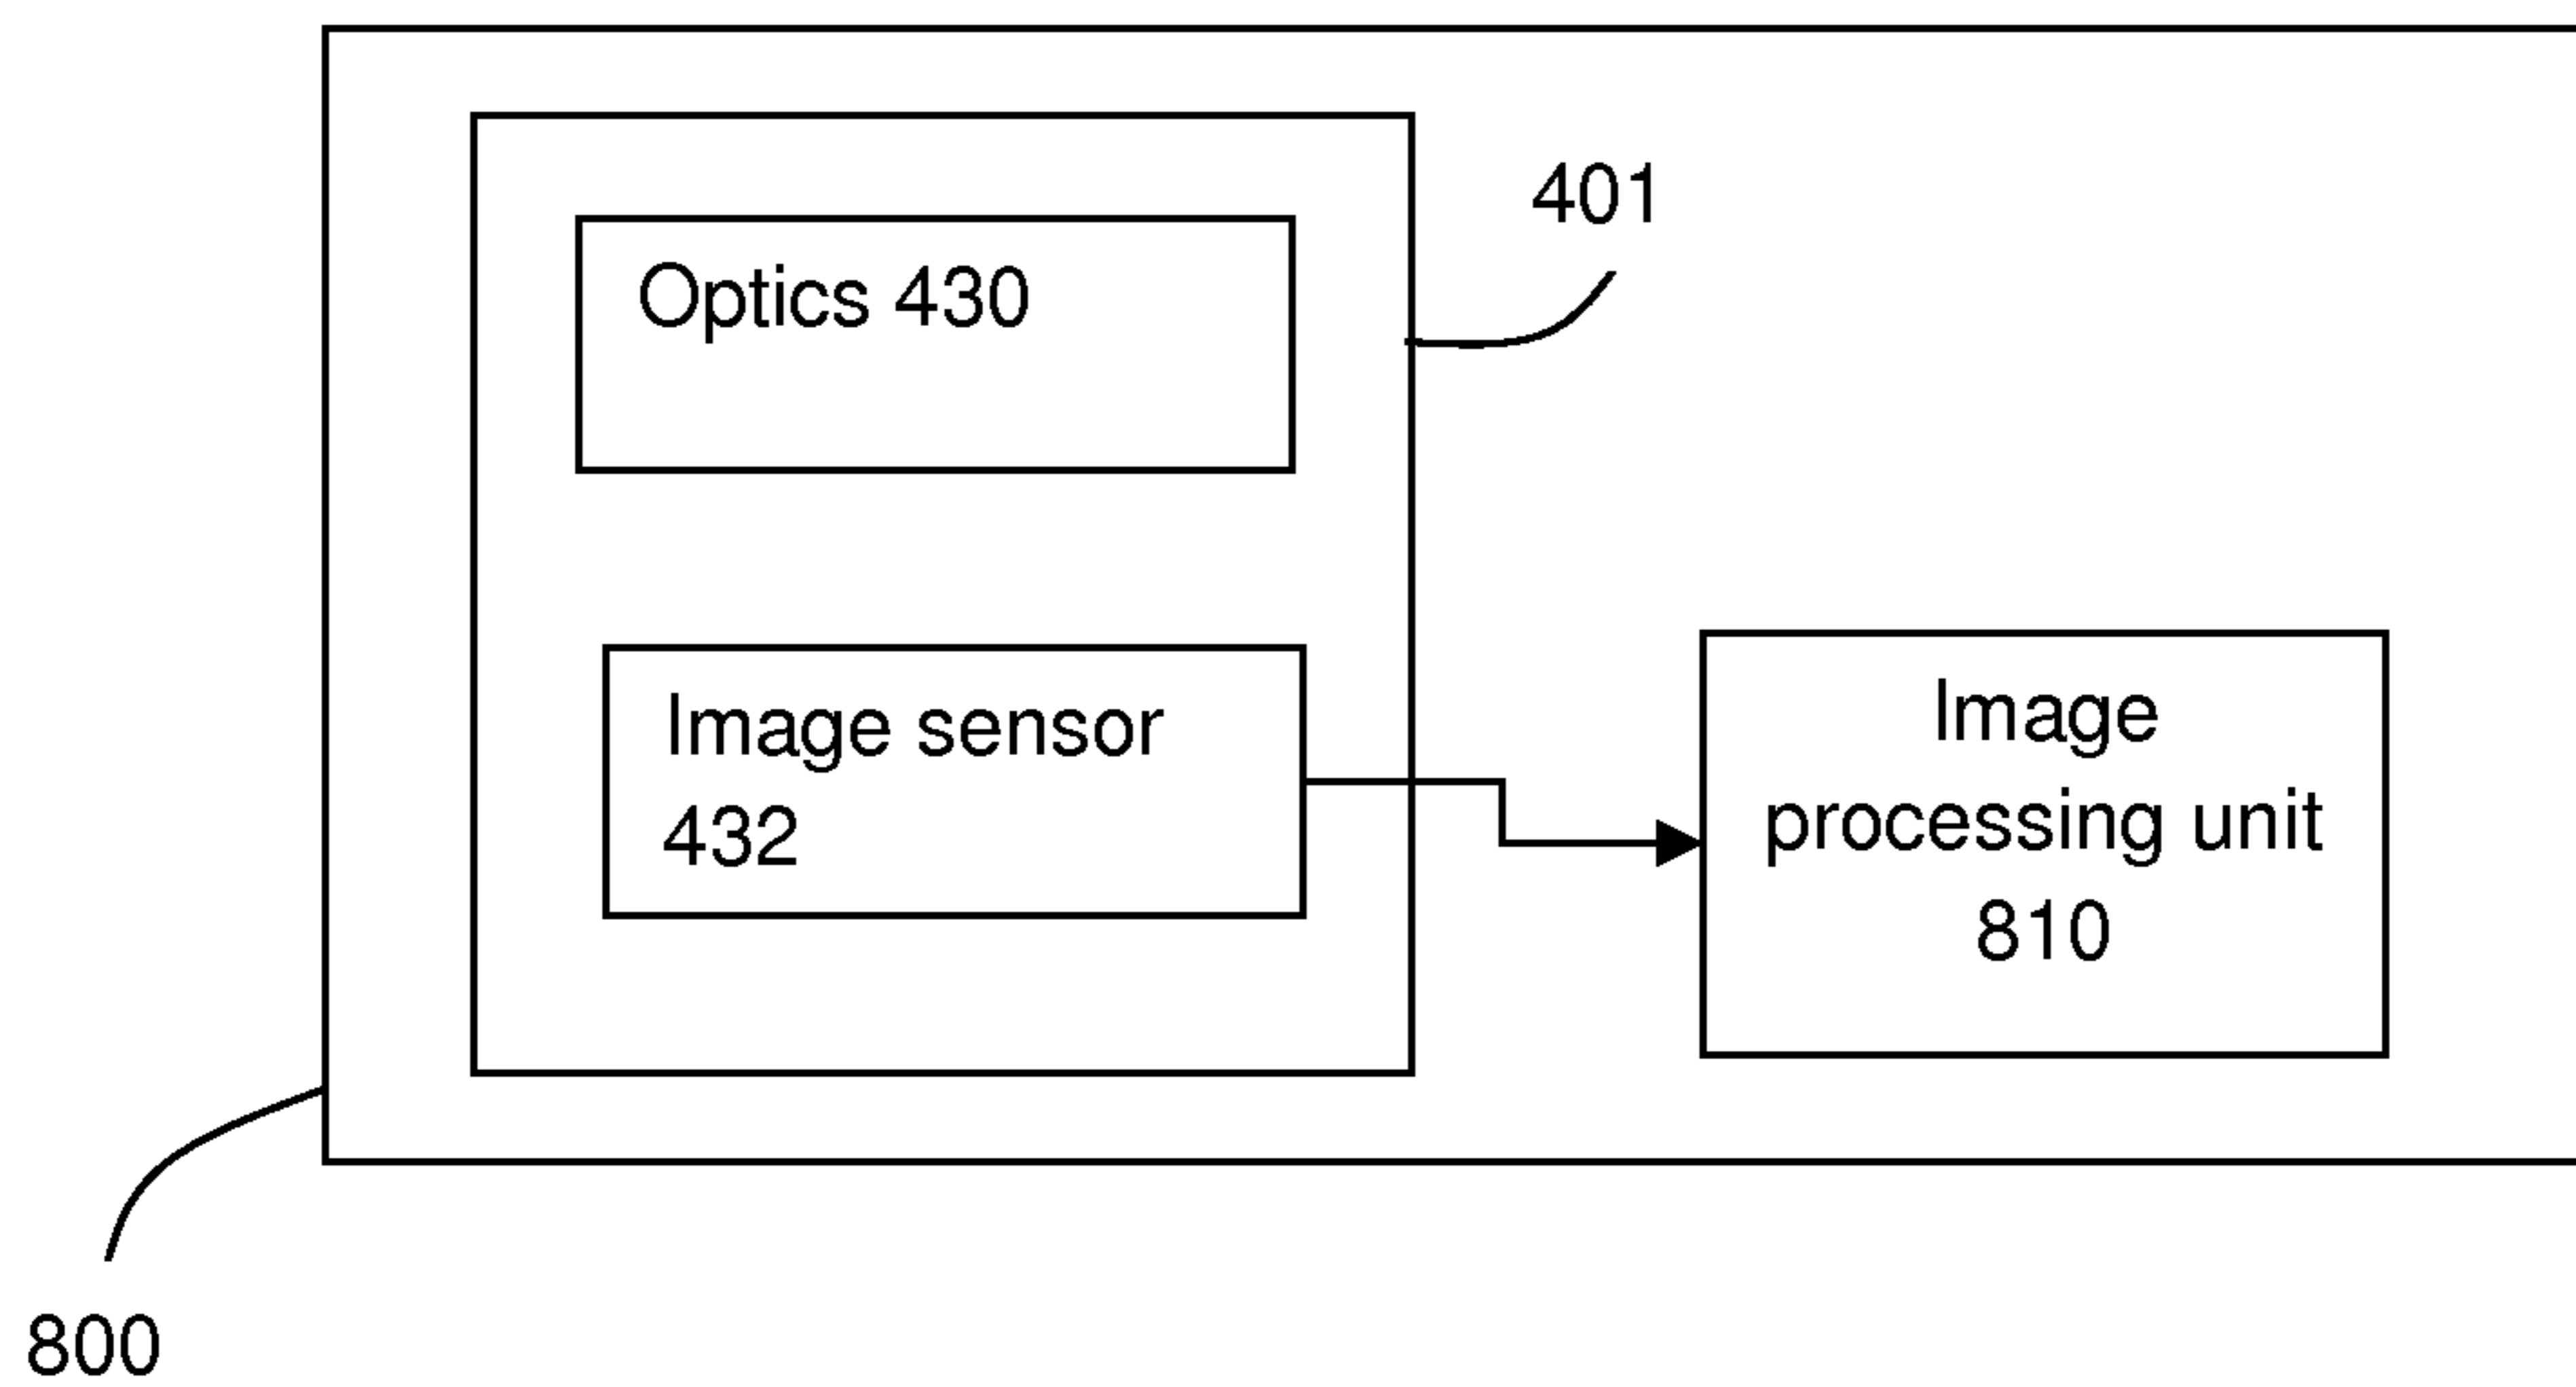 401
Optics 430
Image sensor
432
Image
processing unit
810
800